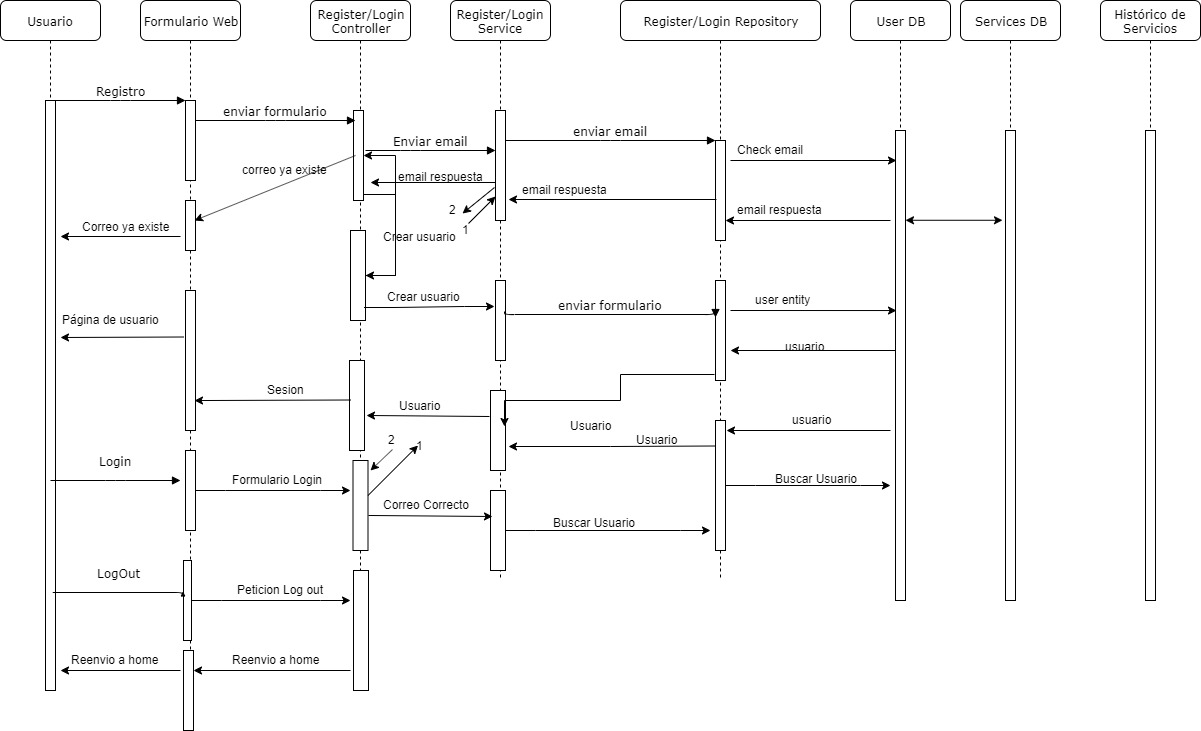 Usuario
Formulario Web
Register/Login
Controller
Register/Login
Service
Register/Login Repository
User DB
Services DB
Histórico de
Servicios
Registro
enviar formulario
Enviar email
enviar email
Check email
correo ya existe
email respuesta
email respuesta
email respuesta
2
1
Correo ya existe
Crear usuario
Crear usuario
enviar formulario
user entity
Página de usuario
usuario
Sesion
Usuario
Usuario
usuario
Usuario
2
1
Login
Formulario Login
Buscar Usuario
Correo Correcto
Buscar Usuario
LogOut
Peticion Log out
Reenvio a home
Reenvio a home